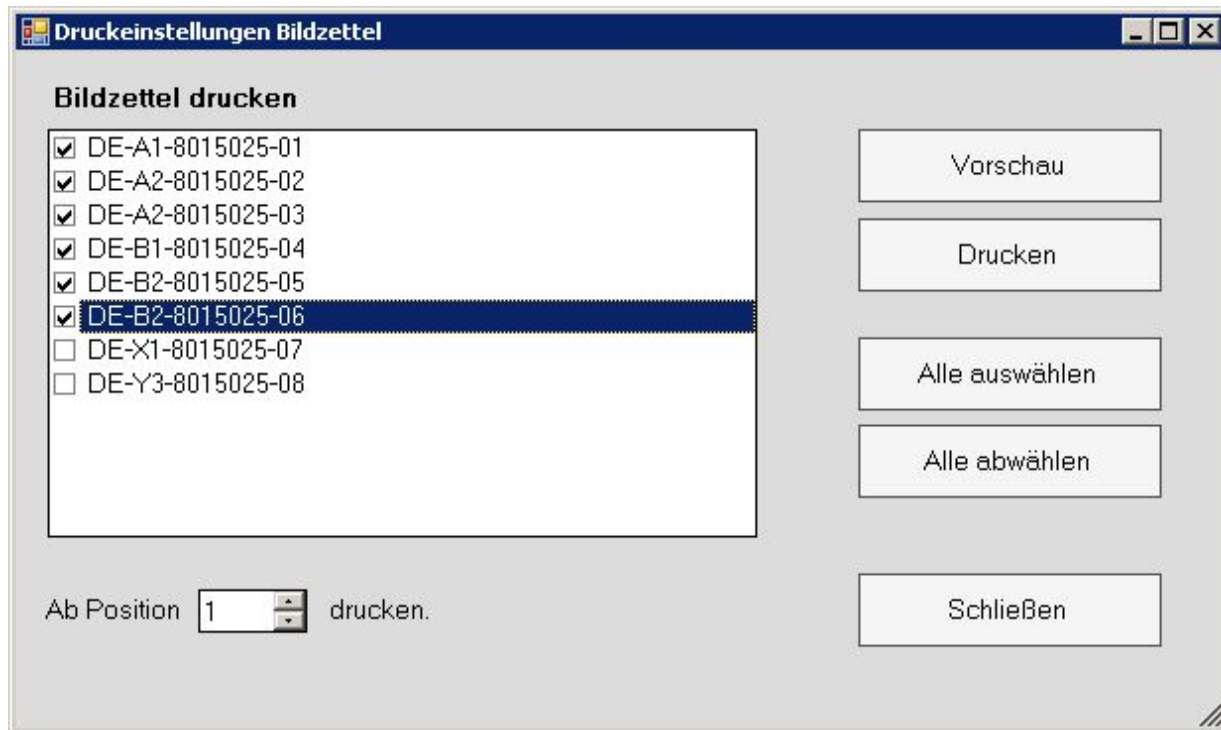 Druckeinstellungen Bildzettel
Bildzettel drucken
DE-A1-8015025-01
DE-A2-8015025-02
DE-A2-8015025-03
DE-B1-8015025-04
DE-B2-8015025-05
DE-B2-8015025-06
DE-X1-8015025-07
DE-Y3-8015025-08
Vorschau
Drucken
Alle auswählen
Alle abwählen
Ab Position 1 drucken.
Schließen